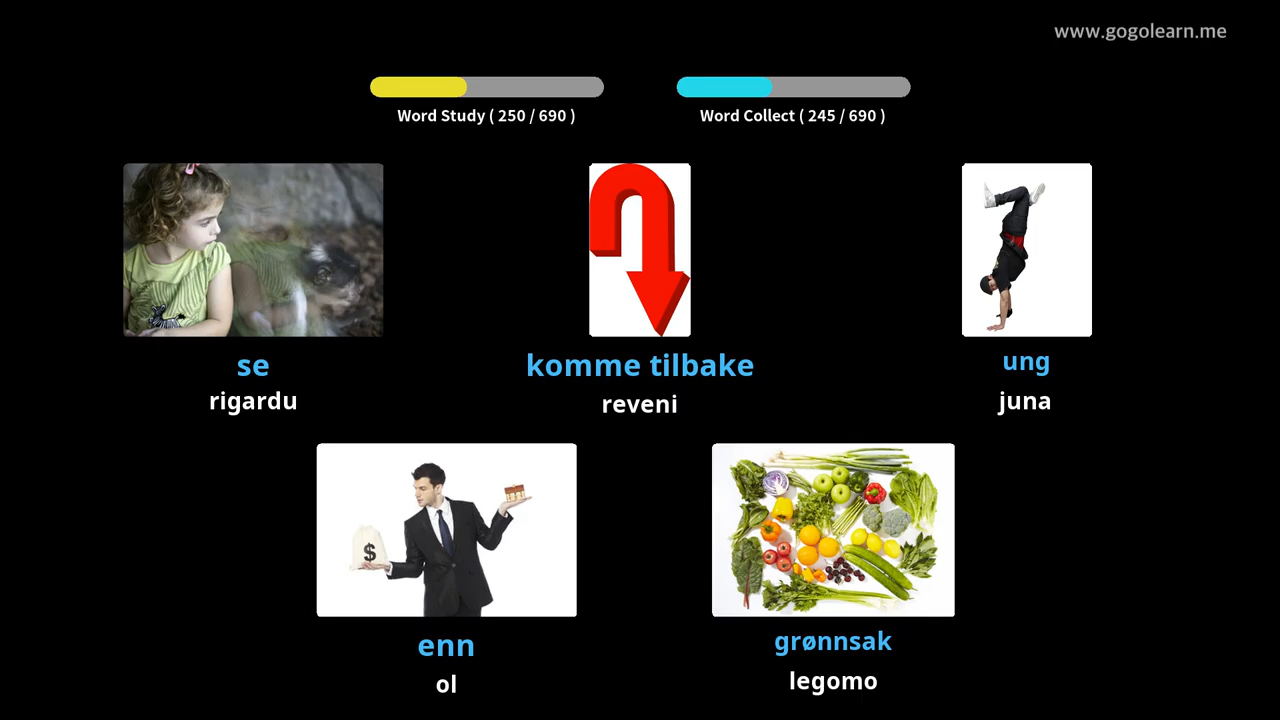 www.gogolearn.me
Word Study ( 250 / 690 )
Word Collect ( 245 / 690 )
se
rigardu
komme tilbake
reveni
ung
juna
$
enn
ol
grønnsak
legomo